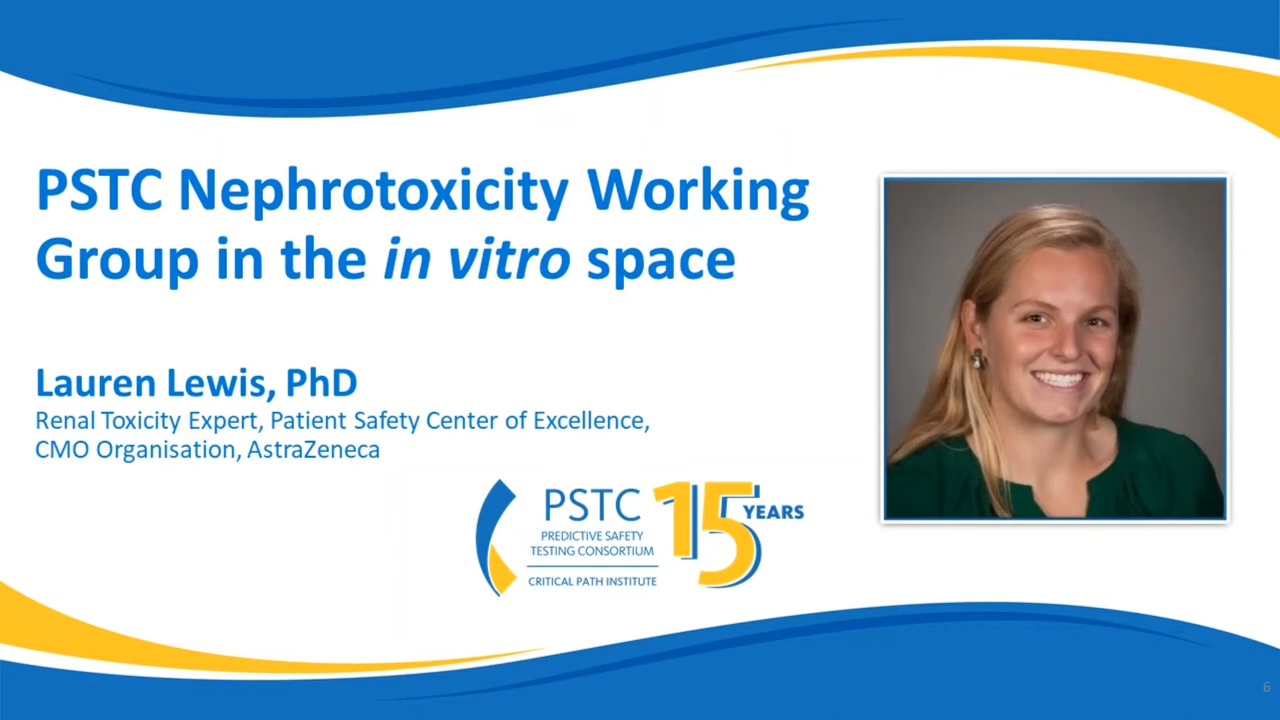 PSTC Nephrotoxicity Working
Group in the in vitro space
Lauren Lewis, PhD
Renal Toxicity Expert, Patient Safety Center of Excellence,
CMO Organisation, AstraZeneca
PSTC
PREDICTIVE SAFETY
TESTING CONSORTIUM
CRITICAL PATH INSTITUTE
15 YEARS
6